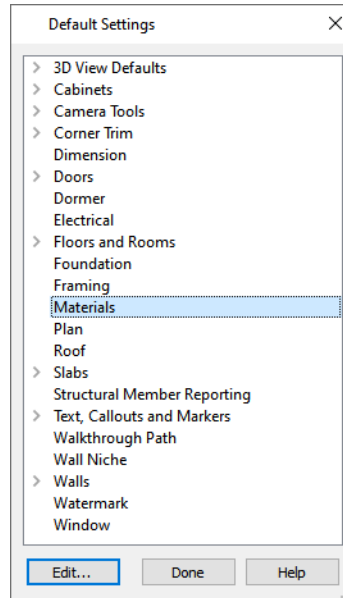 Default Settings
3D View Defaults
Cabinets
Camera Tools
Corner Trim
Dimension
Doors
Dormer
Electrical
Floors and Rooms
Foundation
Framing
Materials
Plan
Roof
Slabs
Structural Member Reporting
Text, Callouts and Markers
Walkthrough Path
Wall Niche
Walls
Watermark
Window
Edit... Done Help